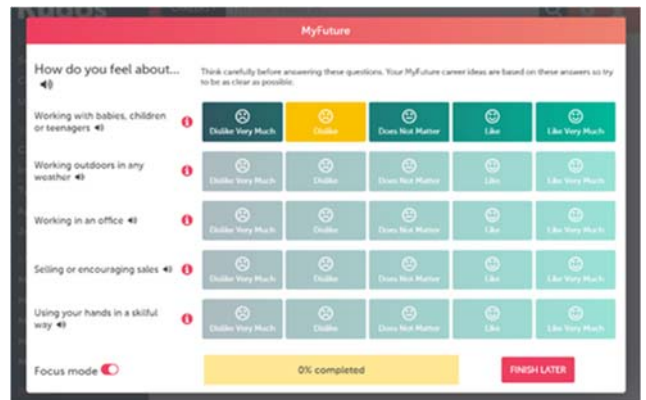 MyFuture
How do you feel about...
Think carefully before answering these questions. Your MyFuture career ideas are based on these answers so try
to be as clear as possible.
Working with babies, children
or teenagers
Dislike Very Much
Dislike
Does Not Matter
Like
Like Very Much
Working outdoors in any
weather
Dislike Very Much
Dislike
Does Not Matter
Like
Like Very Much
Working in an office
Dislike Very Much
Dislike
Does Not Matter
Like
Like Very Much
Selling or encouraging sales
Dislike Very Much
Dislike
Does Not Matter
Like
Like Very Much
Using your hands in a skilful
way
Dislike Very Much
Dislike
Does Not Matter
Like
Like Very Much
Focus mode
0% completed
FINISH LATER